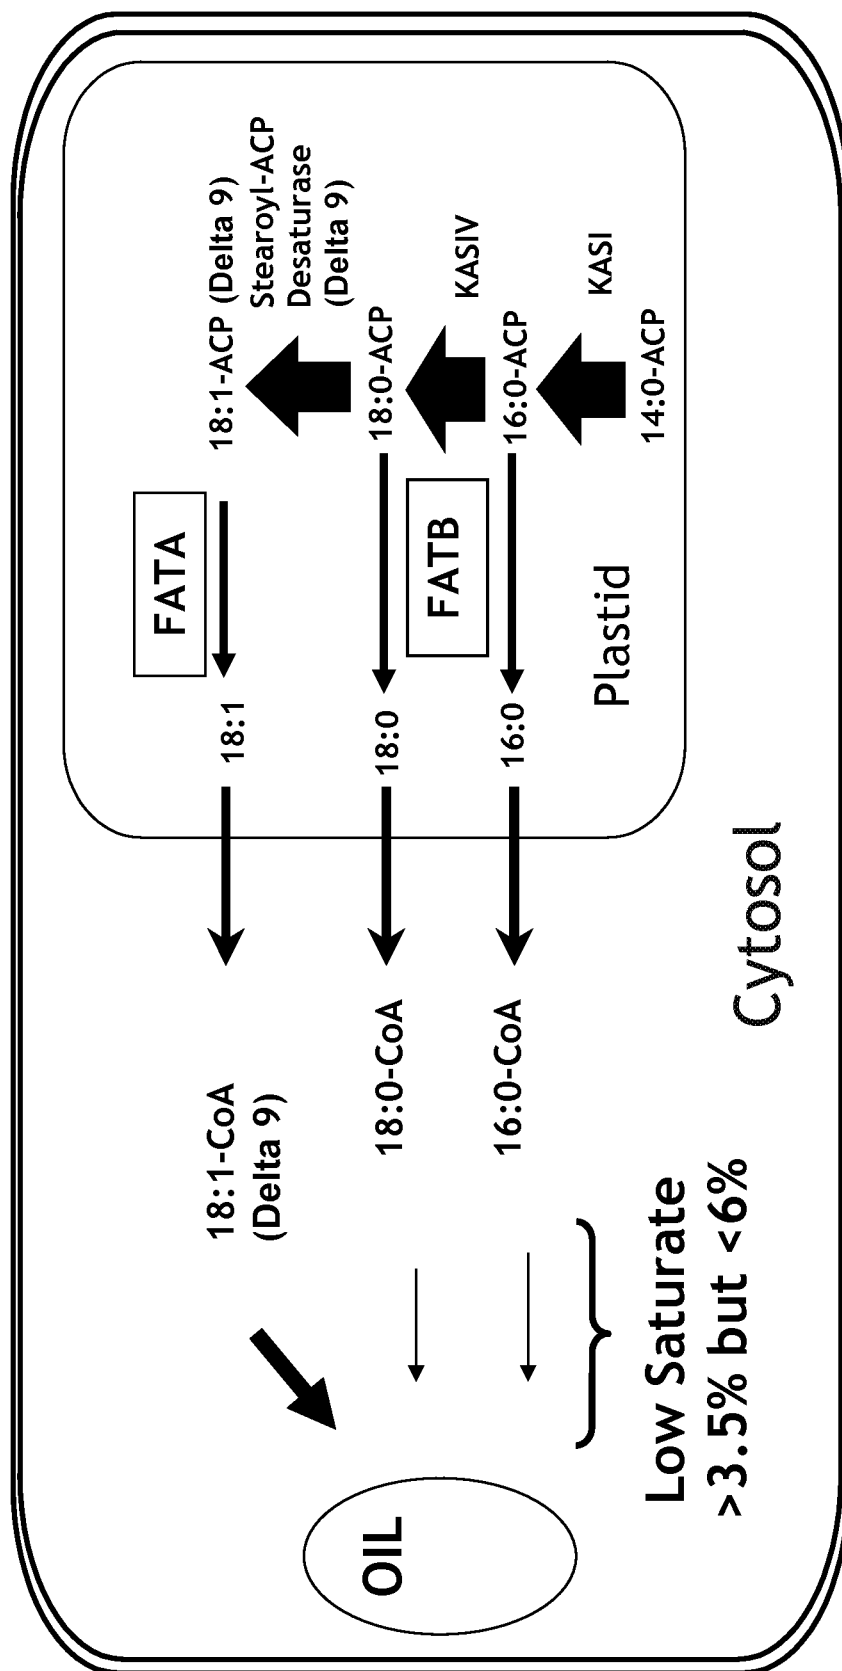 18:1-ACP (Delta 9)
Stearoyl-ACP
Desaturase
(Delta 9)
FATA
18:1
18:1-CoA
(Delta 9)
18:0-ACP
18:0
18:0-CoA
KASIV
FATB
OIL
16:0-ACP
16:0
16:0-CoA
KASI
14:0-ACP
Plastid
Cytosol
Low Saturate
>3.5% but <6%